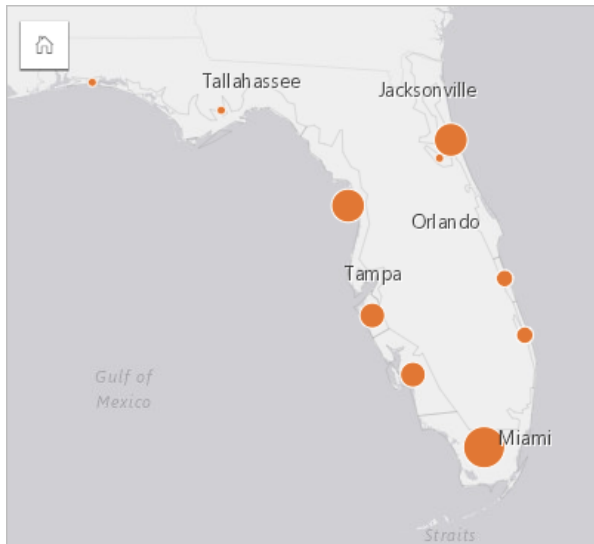 Tallahassee
Jacksonville
Orlando
Tampa
Gulf of
Mexico
Miami
Straits